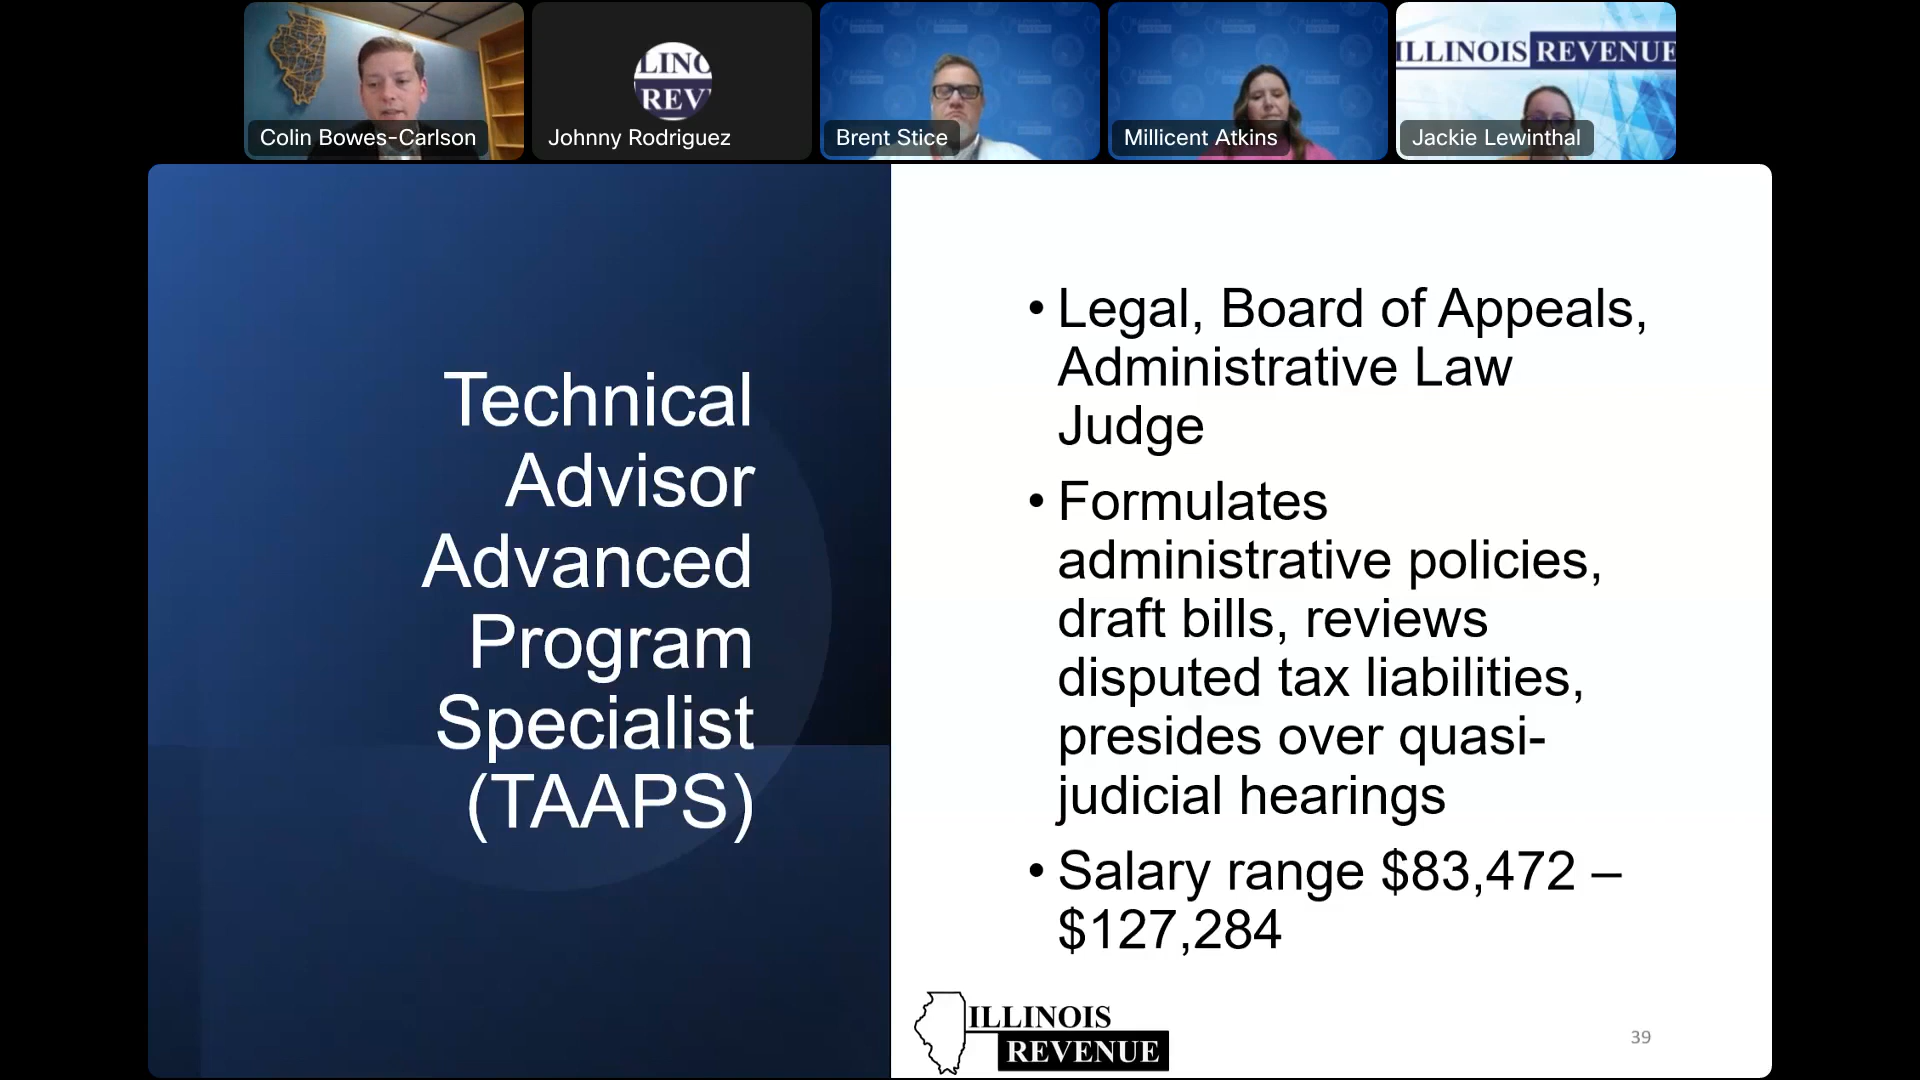 LINO
REV
ILLINOIS REVENUE
Colin Bowes-Carlson
Johnny Rodriguez
Brent Stice
Millicent Atkins
Jackie Lewinthal
Technical
Advisor
Advanced
Program
Specialist
(TAAPS)
• Legal, Board of Appeals,
Administrative Law
Judge
• Formulates
administrative policies,
draft bills, reviews
disputed tax liabilities,
presides over quasi-
judicial hearings
• Salary range $83,472 –
$127,284
ILLINOIS
REVENUE
39